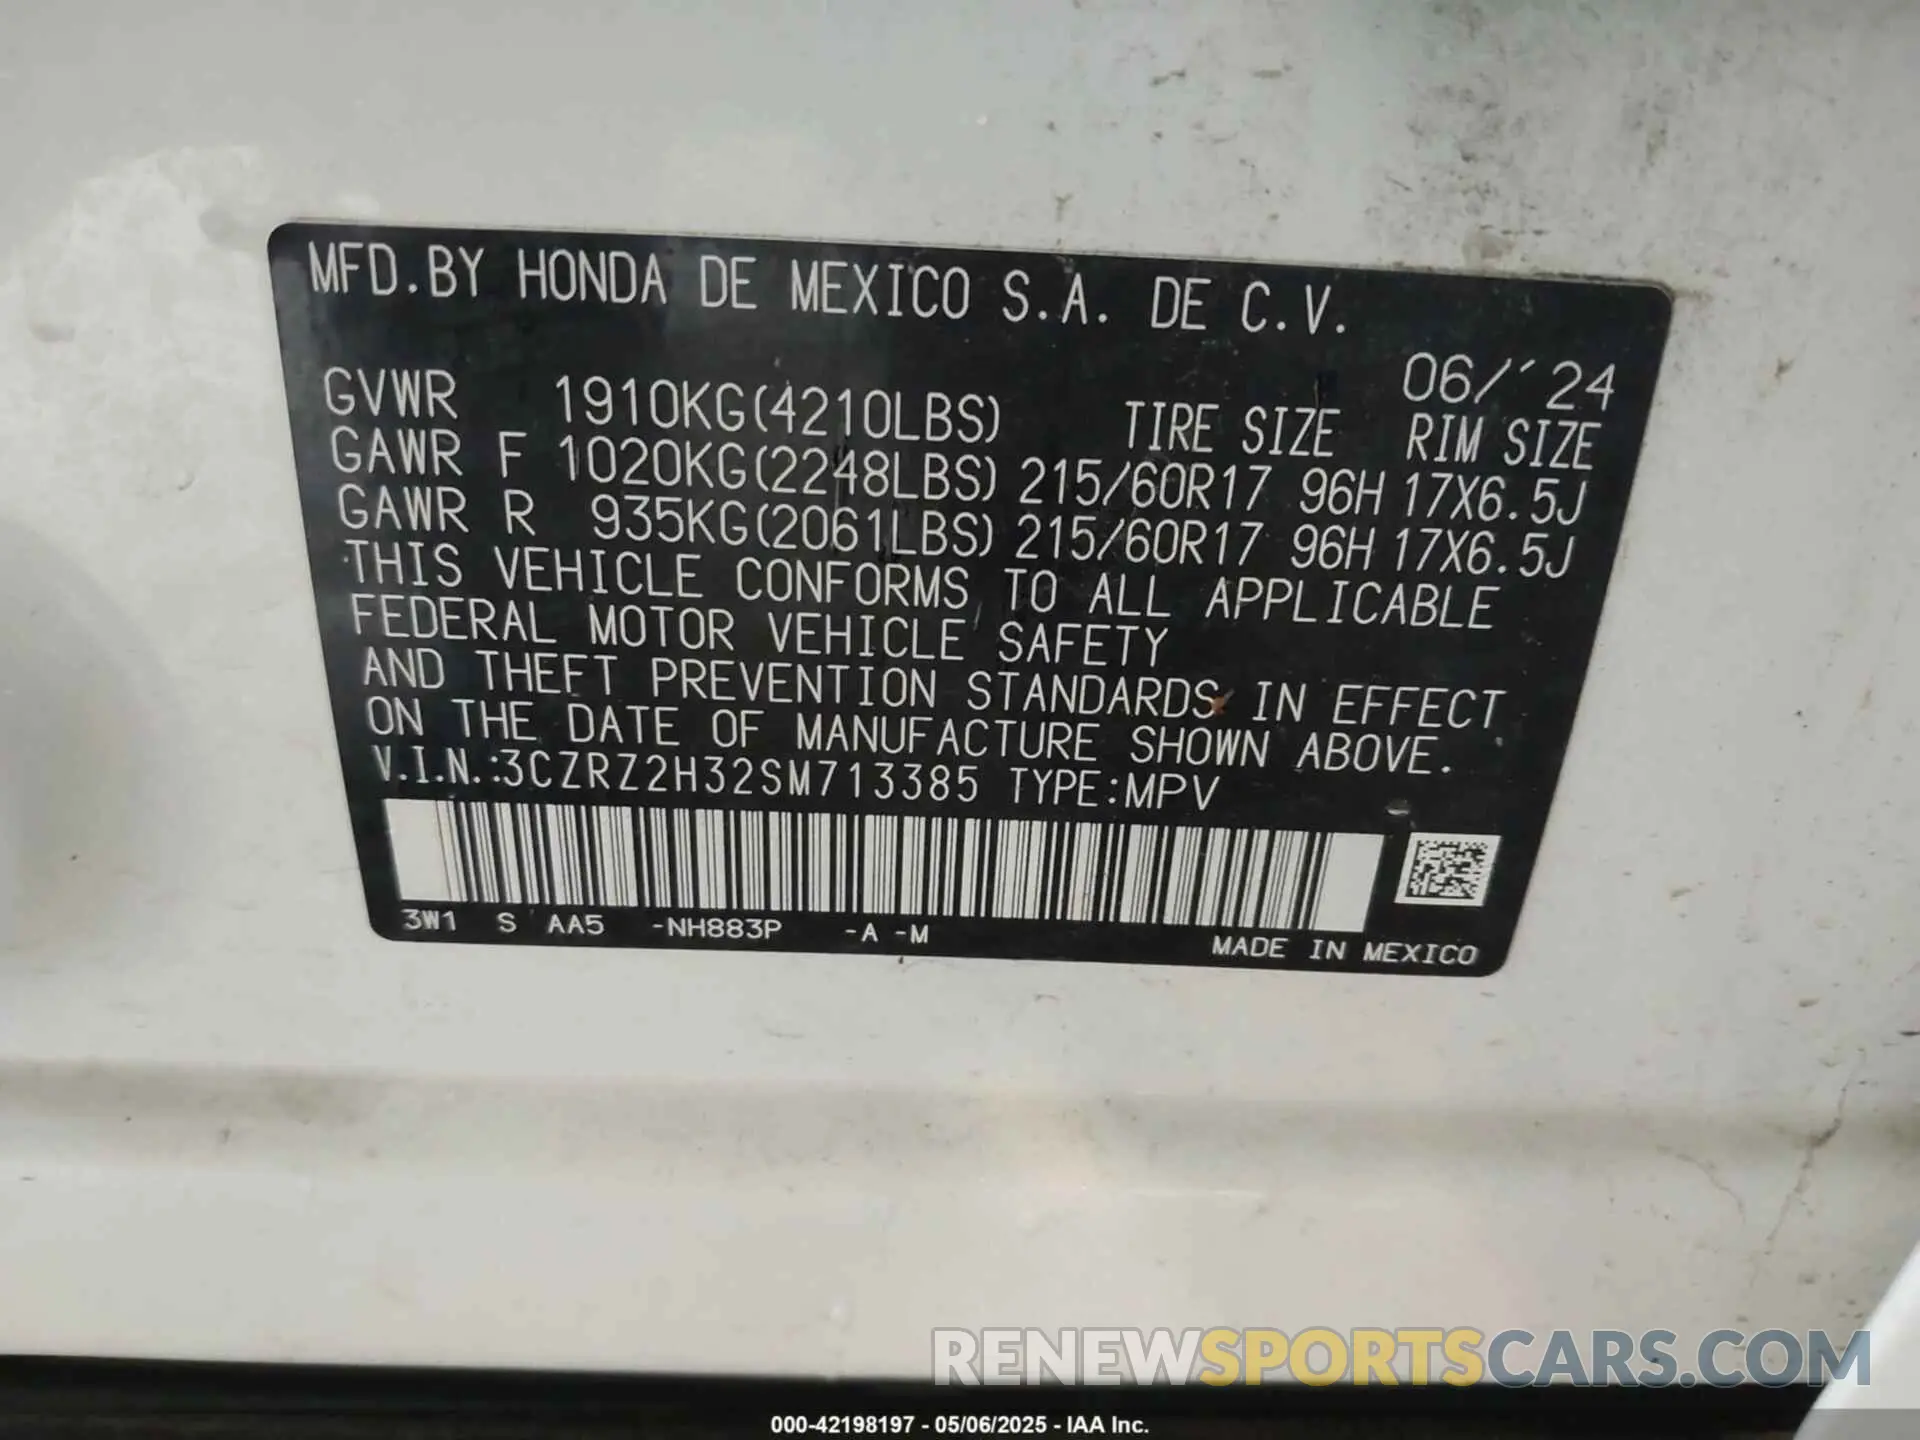 MFD.BY HONDA DE MEXICO S.A. DE C.V.
06/´24
GVWR 1910KG(4210LBS) TIRE SIZE RIM SIZE
GAWR F 1020KG(2248LBS) 215/60R17 96H 17X6.5J
GAWR R 935KG(2061LBS) 215/60R17 96H 17X6.5J
THIS VEHICLE CONFORMS TO ALL APPLICABLE
FEDERAL MOTOR VEHICLE SAFETY
AND THEFT PREVENTION STANDARDS IN EFFECT
ON THE DATE OF MANUFACTURE SHOWN ABOVE.
V.I.N.:3CZRZ2H32SM713385 TYPE:MPV
3W1 S AA5 -NH883P -A -M
MADE IN MEXICO
RENEWSPORTSCARS.COM
000-42198197 - 05/06/2025 - IAA Inc.